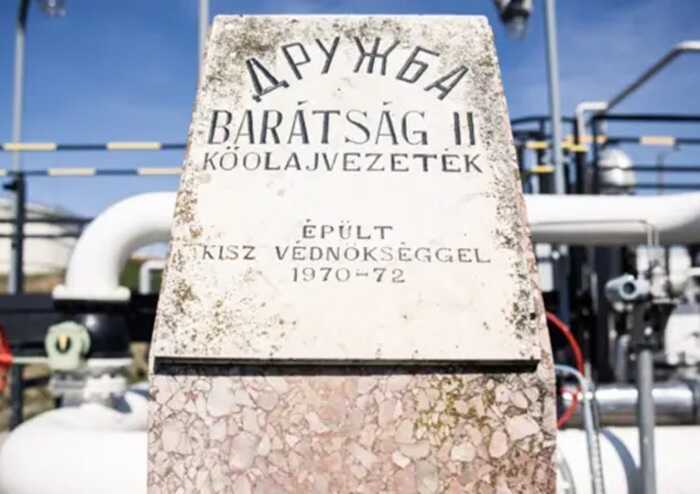 ДРУЖБА
BARÁTSÁG II
KŐOLAJVEZETÉK
ÉPÜLT
KISZ VÉDNÖKSÉGGEL
1970-72